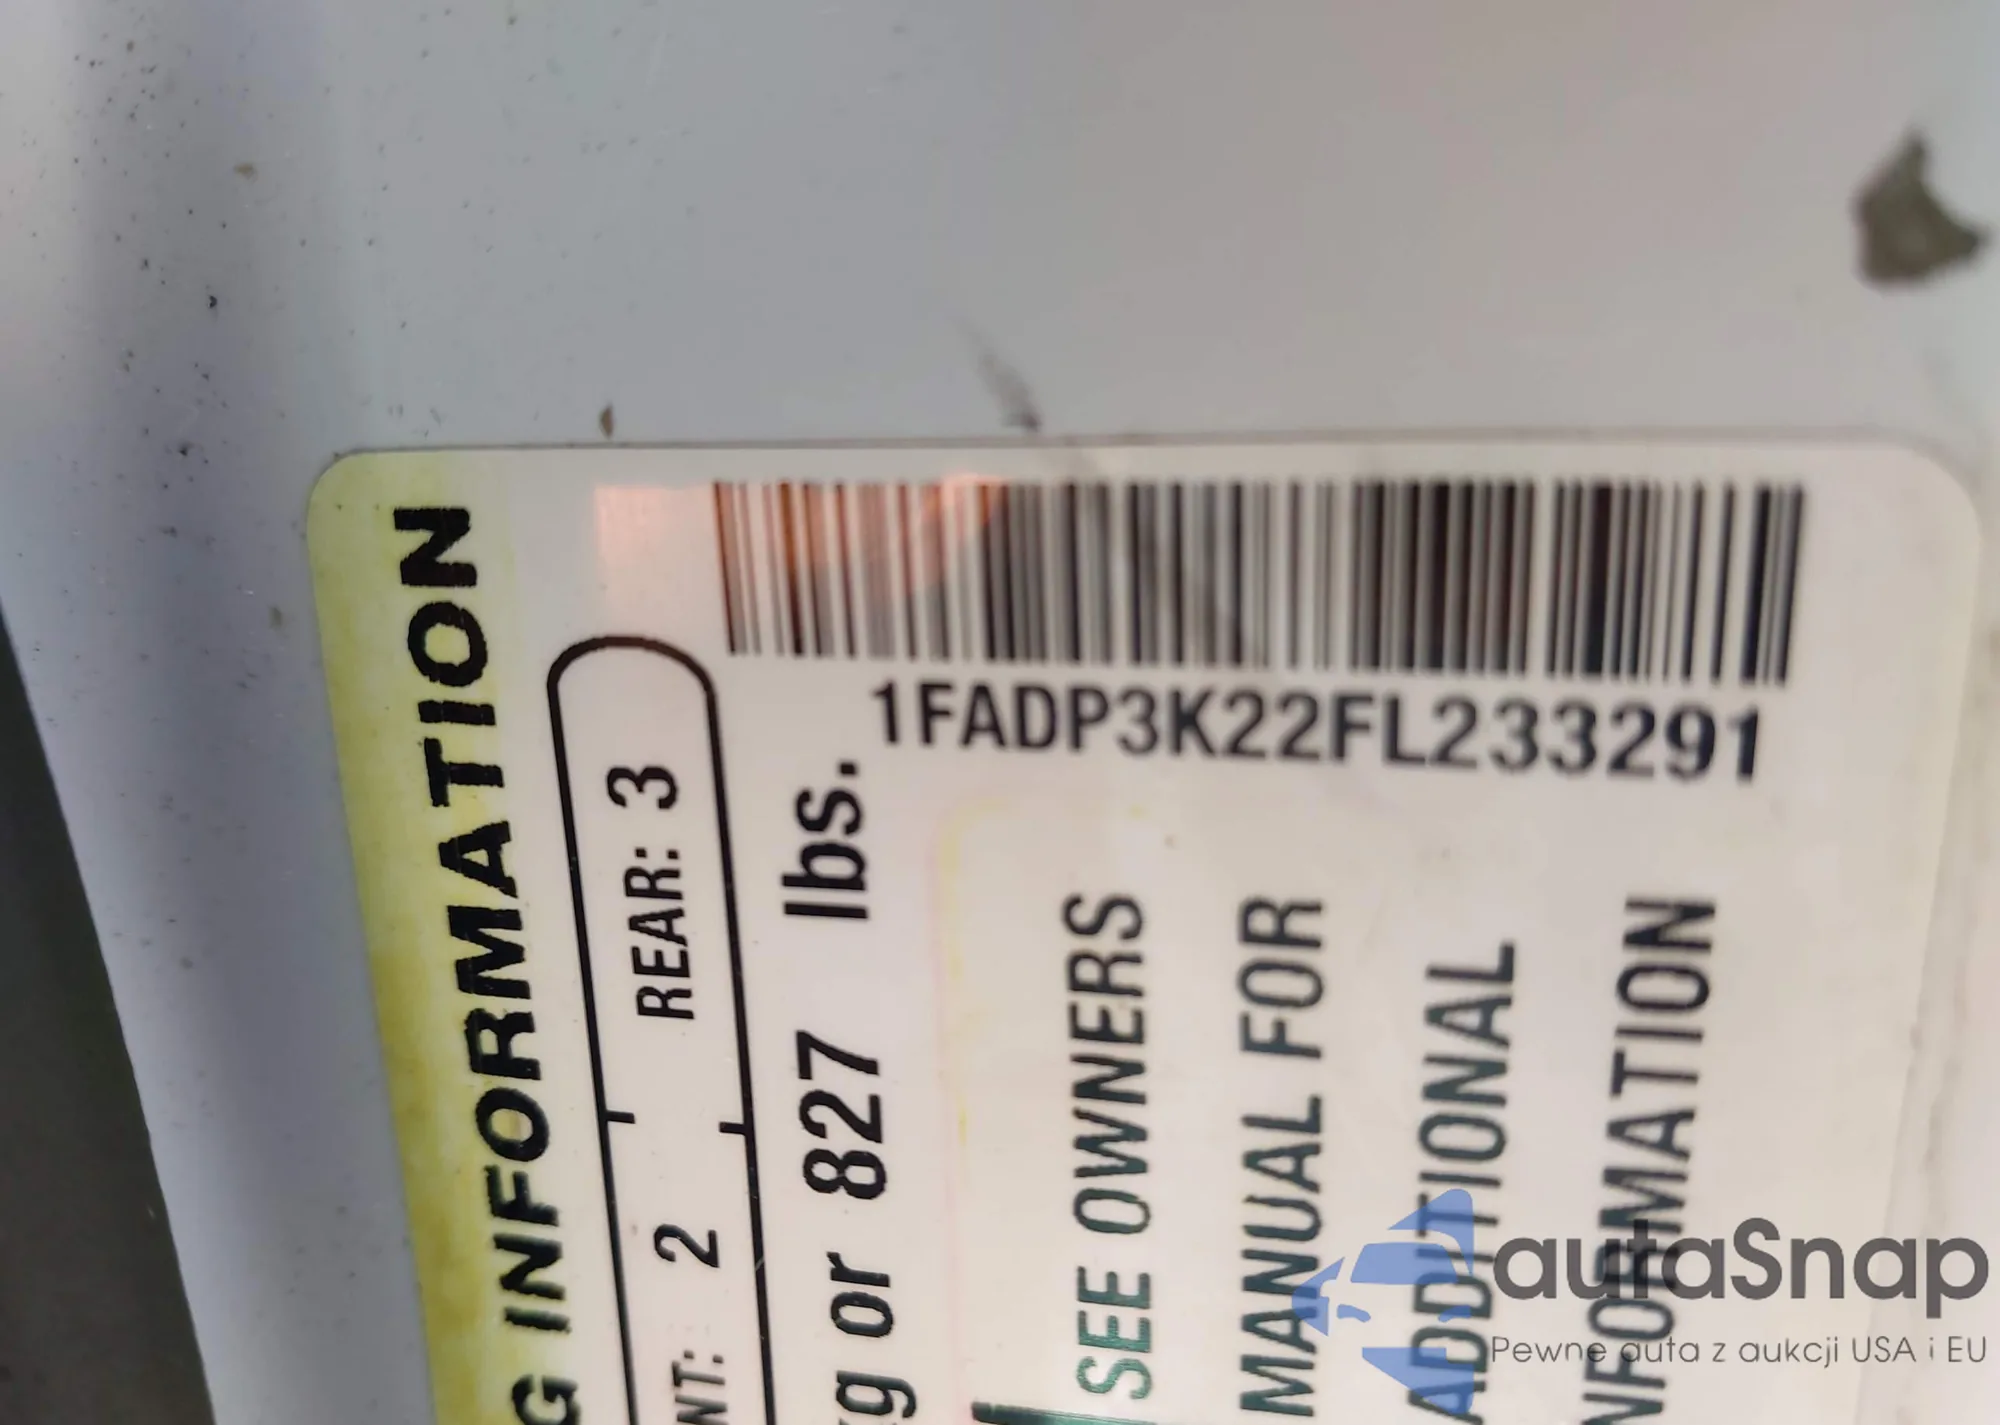 G INFORMATION
NT: 2 REAR: 3
kg or 827 lbs.
1FADP3K22FL233291
SEE OWNERS
MANUAL FOR
ADDITIONAL
INFORMATION
autaSnap
Pewne auta z aukcji USA i EU